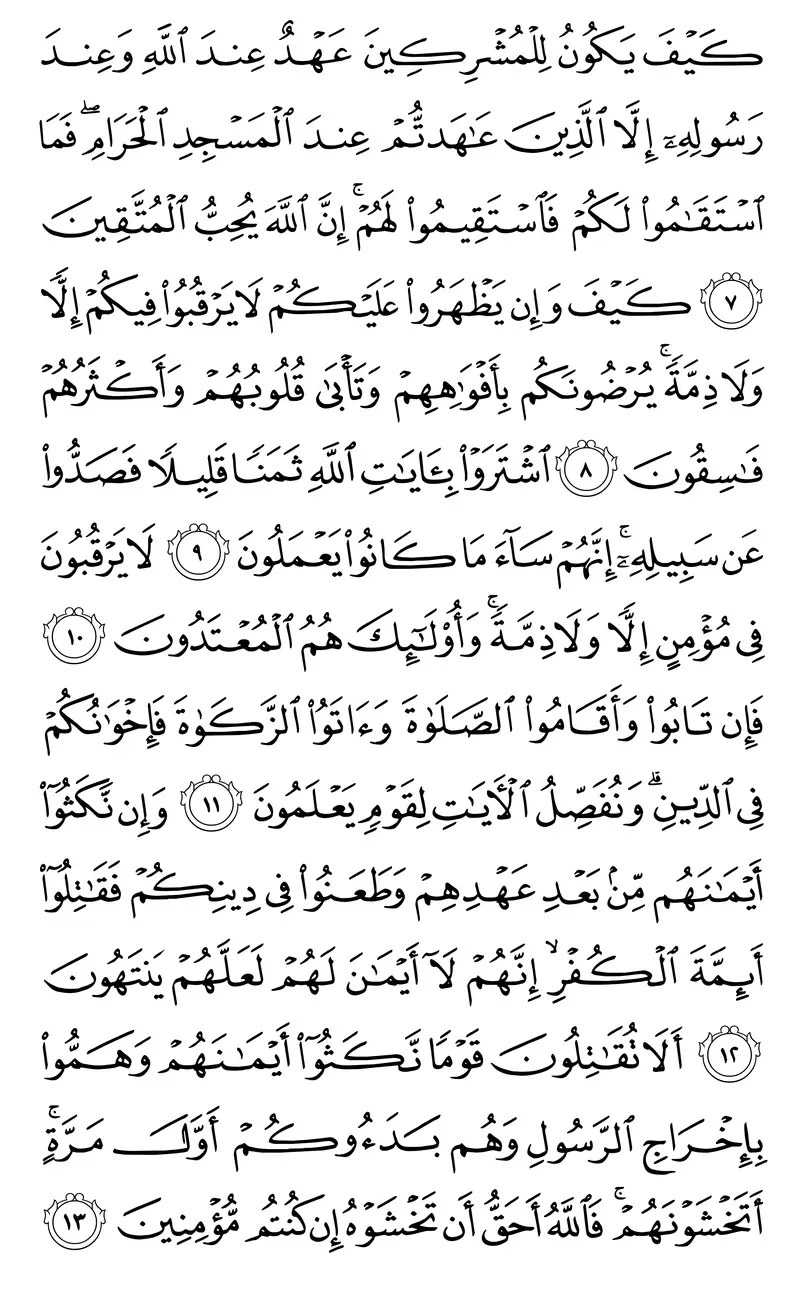 كَيْفَ يَكُونُ لِلْمُشْرِكِينَ عَهْدٌ عِندَ ٱللَّهِ وَعِندَ
رَسُولِهِۦٓ إِلَّا ٱلَّذِينَ عَٰهَدتُّمْ عِندَ ٱلْمَسْجِدِ ٱلْحَرَامِ ۖ فَمَا
ٱسْتَقَٰمُوا۟ لَكُمْ فَٱسْتَقِيمُوا۟ لَهُمْ ۚ إِنَّ ٱللَّهَ يُحِبُّ ٱلْمُتَّقِينَ
٧ كَيْفَ وَإِن يَظْهَرُوا۟ عَلَيْكُمْ لَا يَرْقُبُوا۟ فِيكُمْ إِلًّا
وَلَا ذِمَّةً ۚ يُرْضُونَكُم بِأَفْوَٰهِهِمْ وَتَأْبَىٰ قُلُوبُهُمْ وَأَكْثَرُهُمْ
فَٰسِقُونَ ٨ ٱشْتَرَوْا۟ بِـَٔايَٰتِ ٱللَّهِ ثَمَنًا قَلِيلًا فَصَدُّوا۟
عَن سَبِيلِهِۦٓ ۚ إِنَّهُمْ سَآءَ مَا كَانُوا۟ يَعْمَلُونَ ٩ لَا يَرْقُبُونَ
فِى مُؤْمِنٍ إِلًّا وَلَا ذِمَّةً ۚ وَأُو۟لَٰٓئِكَ هُمُ ٱلْمُعْتَدُونَ ١٠
فَإِن تَابُوا۟ وَأَقَامُوا۟ ٱلصَّلَوٰةَ وَءَاتَوُا۟ ٱلزَّكَوٰةَ فَإِخْوَٰنُكُمْ
فِى ٱلدِّينِ ۗ وَنُفَصِّلُ ٱلْـَٔايَٰتِ لِقَوْمٍ يَعْلَمُونَ ١١ وَإِن نَّكَثُوٓا۟
أَيْمَٰنَهُم مِّنۢ بَعْدِ عَهْدِهِمْ وَطَعَنُوا۟ فِى دِينِكُمْ فَقَٰتِلُوٓا۟
أَئِمَّةَ ٱلْكُفْرِ ۙ إِنَّهُمْ لَآ أَيْمَٰنَ لَهُمْ لَعَلَّهُمْ يَنتَهُونَ
١٢ أَلَا تُقَٰتِلُونَ قَوْمًا نَّكَثُوٓا۟ أَيْمَٰنَهُمْ وَهَمُّوا۟
بِإِخْرَاجِ ٱلرَّسُولِ وَهُم بَدَءُوكُمْ أَوَّلَ مَرَّةٍ ۚ
أَتَخْشَوْنَهُمْ ۚ فَٱللَّهُ أَحَقُّ أَن تَخْشَوْهُ إِن كُنتُم مُّؤْمِنِينَ ١٣